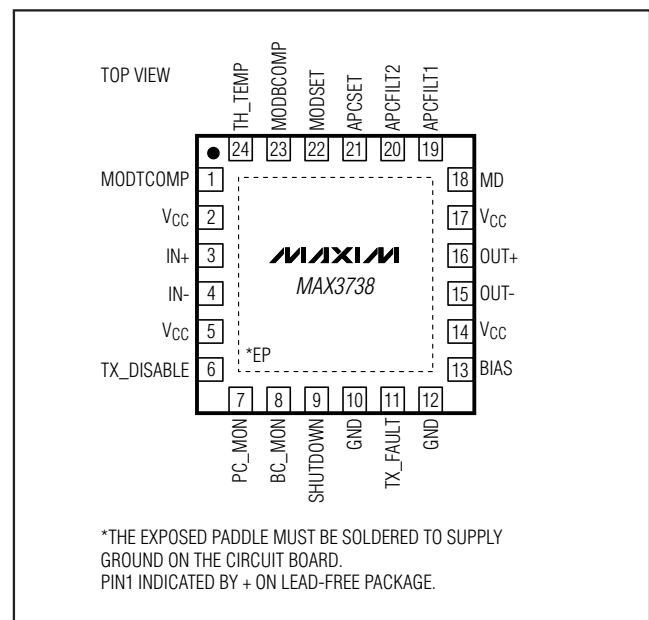 TOP VIEW
TH_TEMP
MODBCOMP
MODSET
APCSET
APCFILT2
APCFILT1
24 23 22 21 20 19
MODTCOMP 1
VCC 2
IN+ 3
IN- 4
VCC 5
TX_DISABLE 6
MAXIM
MAX3738
*EP
18 MD
17 VCC
16 OUT+
15 OUT-
14 VCC
13 BIAS
7 8 9 10 11 12
PC_MON
BC_MON
SHUTDOWN
GND
TX_FAULT
GND
*THE EXPOSED PADDLE MUST BE SOLDERED TO SUPPLY
GROUND ON THE CIRCUIT BOARD.
PIN1 INDICATED BY + ON LEAD-FREE PACKAGE.